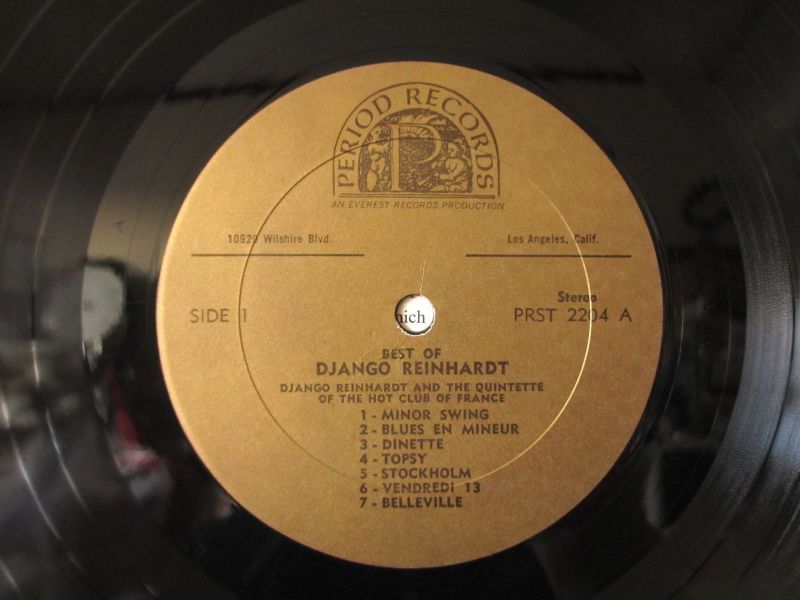 PERIOD RECORDS
P
AN EVEREST RECORDS PRODUCTION
10920 Wilshire Blvd.
Los Angeles, Calif.
SIDE 1
Stereo
PRST 2204 A
hich
BEST OF
DJANGO REINHARDT
DJANGO REINHARDT AND THE QUINTETTE
OF THE HOT CLUB OF FRANCE
1 - MINOR SWING
2 - BLUES EN MINEUR
3 - DINETTE
4 - TOPSY
5 - STOCKHOLM
6 - VENDREDI 13
7 - BELLEVILLE